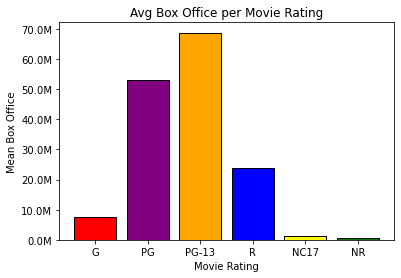 Avg Box Office per Movie Rating
Mean Box Office
70.0M
60.0M
50.0M
40.0M
30.0M
20.0M
10.0M
0.0M
G PG PG-13 R NC17 NR
Movie Rating